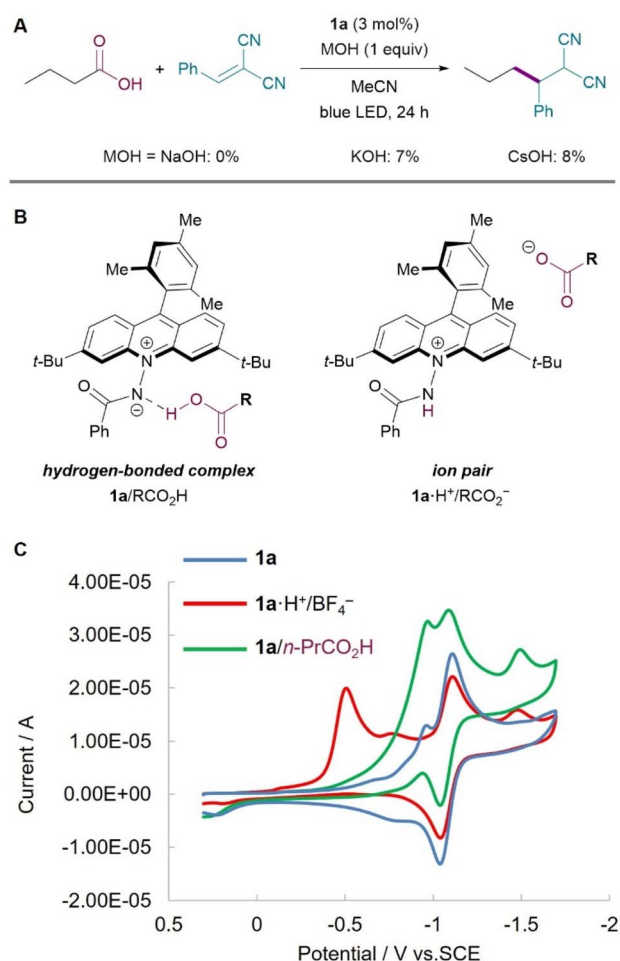 A
O
OH
+
Ph
CN
CN
1a (3 mol%)
MOH (1 equiv)
MeCN
blue LED, 24 h
CN
CN
Ph
MOH = NaOH: 0%
KOH: 7%
CsOH: 8%
B
Me
Me
Me
t-Bu
t-Bu
+
N
N
−
O
Ph
H
O
R
O
hydrogen-bonded complex
1a/RCO₂H
Me
Me
Me
t-Bu
t-Bu
+
N
NH
O
Ph
−
O
R
O
ion pair
1a·H⁺/RCO₂⁻
C
1a
1a·H⁺/BF₄⁻
1a/n-PrCO₂H
4.00E-05
3.00E-05
2.00E-05
1.00E-05
0.00E+00
-1.00E-05
-2.00E-05
Current / A
0.5 0 -0.5 -1 -1.5 -2
Potential / V vs.SCE